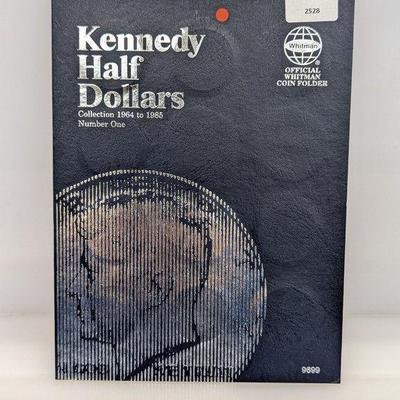 2528
Kennedy
Half
Dollars
Collection 1964 to 1985
Number One
Whitman
OFFICIAL
WHITMAN
COIN FOLDER
9699